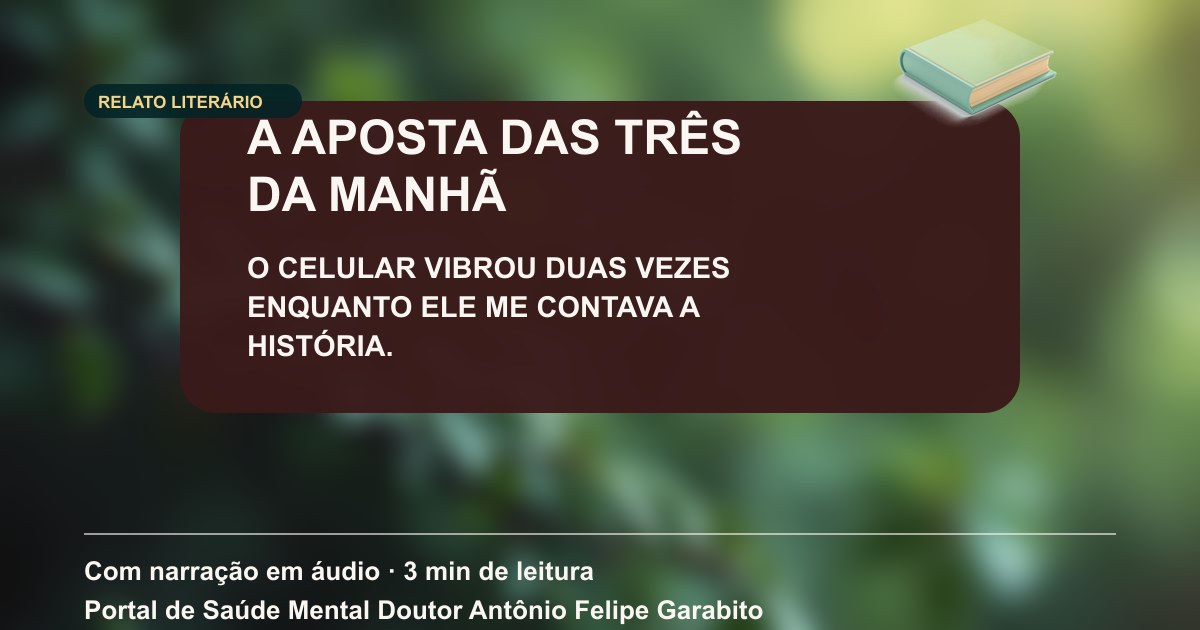 RELATO LITERÁRIO
A APOSTA DAS TRÊS
DA MANHÃ
O CELULAR VIBROU DUAS VEZES
ENQUANTO ELE ME CONTAVA A
HISTÓRIA.
Com narração em áudio · 3 min de leitura
Portal de Saúde Mental Doutor Antônio Felipe Garabito